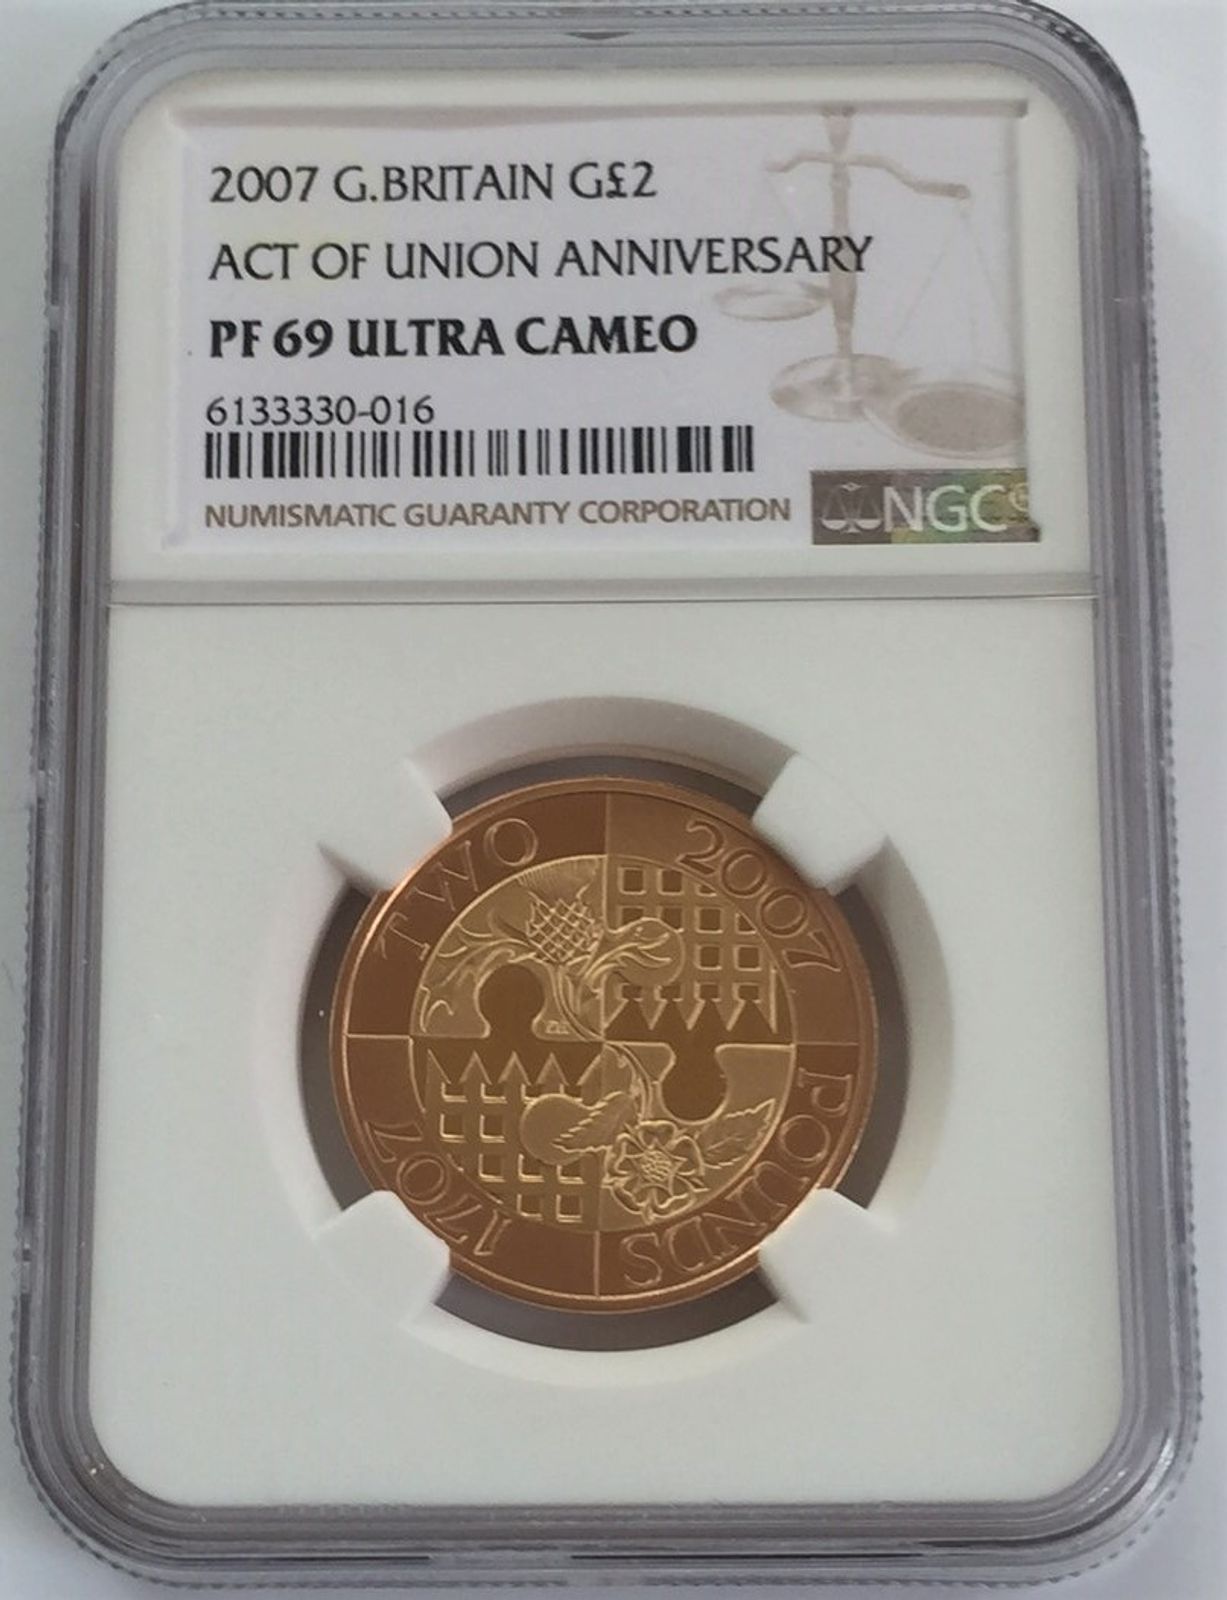 2007 G.BRITAIN G£2
ACT OF UNION ANNIVERSARY
PF 69 ULTRA CAMEO
6133330-016
NUMISMATIC GUARANTY CORPORATION
NGC
TWO
2007
POUNDS
1707